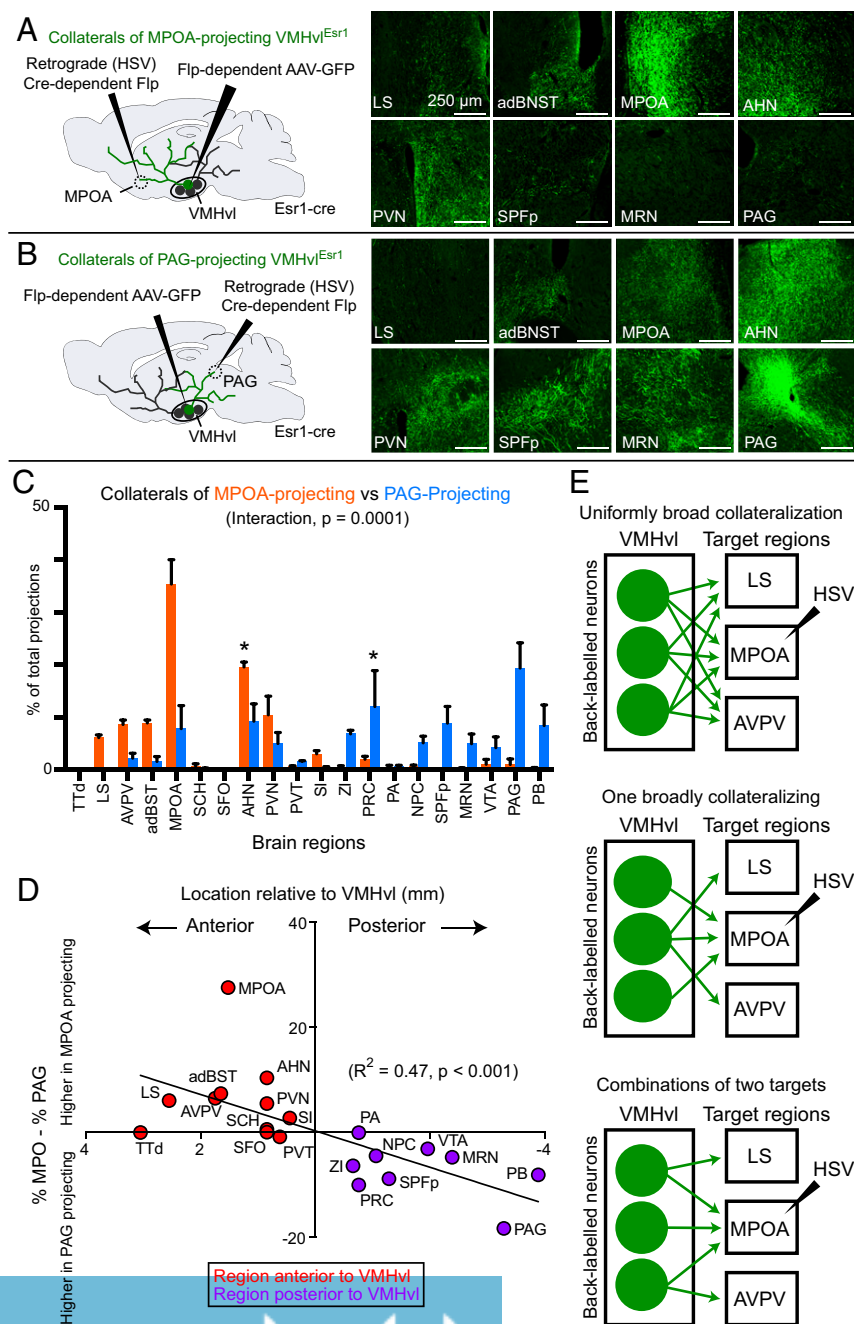 A
Collaterals of MPOA-projecting VMHvlEsr1
Retrograde (HSV)
Cre-dependent Flp
Flp-dependent AAV-GFP
MPOA
VMHvl
Esr1-cre
LS
250 µm
adBNST
MPOA
AHN
PVN
SPFp
MRN
PAG
B
Collaterals of PAG-projecting VMHvlEsr1
Flp-dependent AAV-GFP
Retrograde (HSV)
Cre-dependent Flp
PAG
VMHvl
Esr1-cre
LS
adBNST
MPOA
AHN
PVN
SPFp
MRN
PAG
C
Collaterals of MPOA-projecting vs PAG-Projecting
(Interaction, p = 0.0001)
% of total projections
50
0
*
*
TTd
LS
AVPV
adBST
MPOA
SCH
SFO
AHN
PVN
PVT
SI
ZI
PRC
PA
NPC
SPFp
MRN
VTA
PAG
PB
Brain regions
D
Location relative to VMHvl (mm)
Anterior
Posterior
% MPO - % PAG
Higher in MPOA projecting
Higher in PAG projecting
40
20
-20
4
2
-2
-4
(R2 = 0.47, p < 0.001)
MPOA
AHN
adBST
LS
PVN
AVPV
SCH
SI
TTd
SFO
PVT
PA
NPC
VTA
ZI
MRN
PRC
SPFp
PB
PAG
Region anterior to VMHvl
Region posterior to VMHvl
E
Uniformly broad collateralization
VMHvl
Target regions
Back-labelled neurons
LS
HSV
MPOA
AVPV
One broadly collateralizing
VMHvl
Target regions
Back-labelled neurons
LS
HSV
MPOA
AVPV
Combinations of two targets
VMHvl
Target regions
Back-labelled neurons
LS
HSV
MPOA
AVPV